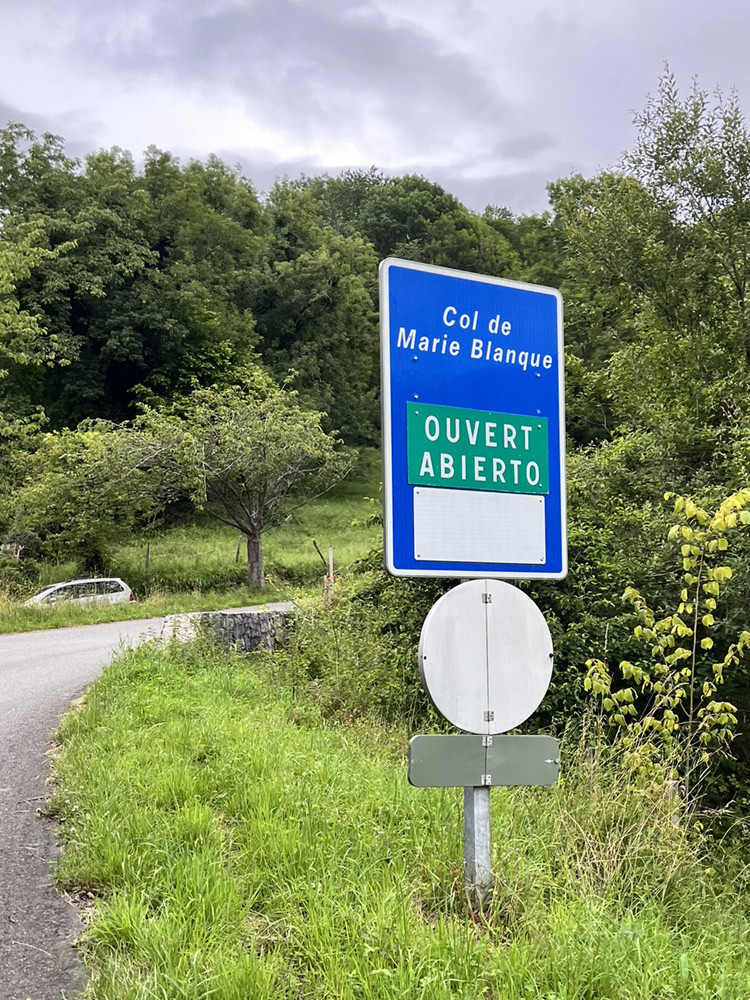 Col de
Marie Blanque
OUVERT
ABIERTO